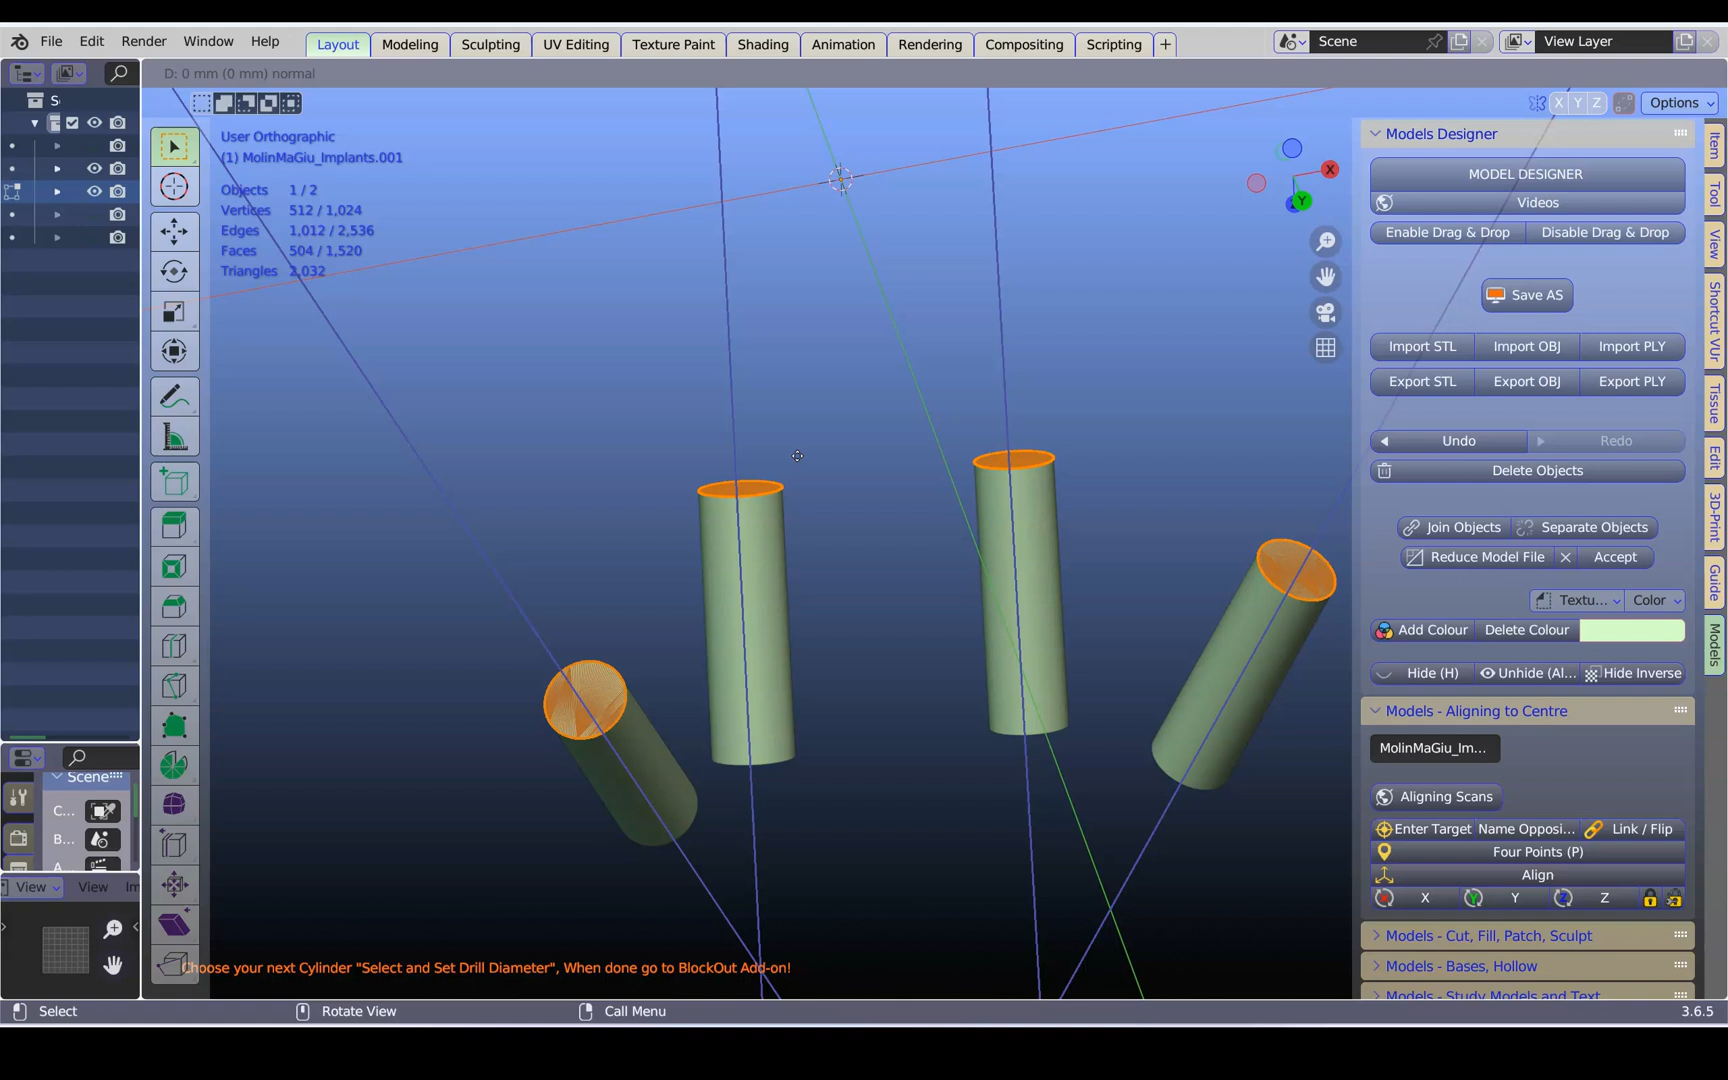 File Edit Render Window Help Layout Modeling Sculpting UV Editing Texture Paint Shading Animation Rendering Compositing Scripting + Scene View Layer
D: 0 mm (0 mm) normal
X Y Z Options
User Orthographic
(1) MolinMaGiu_Implants.001
Objects 1 / 2
Vertices 512 / 1,024
Edges 1,012 / 2,536
Faces 504 / 1,520
Triangles 2,032
X
Y
Models Designer
MODEL DESIGNER
Videos
Enable Drag & Drop Disable Drag & Drop
Save AS
Import STL Import OBJ Import PLY
Export STL Export OBJ Export PLY
Undo Redo
Delete Objects
Join Objects Separate Objects
Reduce Model File Accept
Textu... Color
Add Colour Delete Colour
Hide (H) Unhide (Al... Hide Inverse
Models - Aligning to Centre
MolinMaGiu_Im...
Aligning Scans
Enter Target Name Opposi... Link / Flip
Four Points (P)
Align
X Y Z
Models - Cut, Fill, Patch, Sculpt
Models - Bases, Hollow
Models - Study Models and Text
Item
Tool
View
Shortcut VUr
Tissue
Edit
3D-Print
Guide
Models
Scene
C...
B...
View View Im
Choose your next Cylinder "Select and Set Drill Diameter", When done go to BlockOut Add-on!
Select Rotate View Call Menu 3.6.5